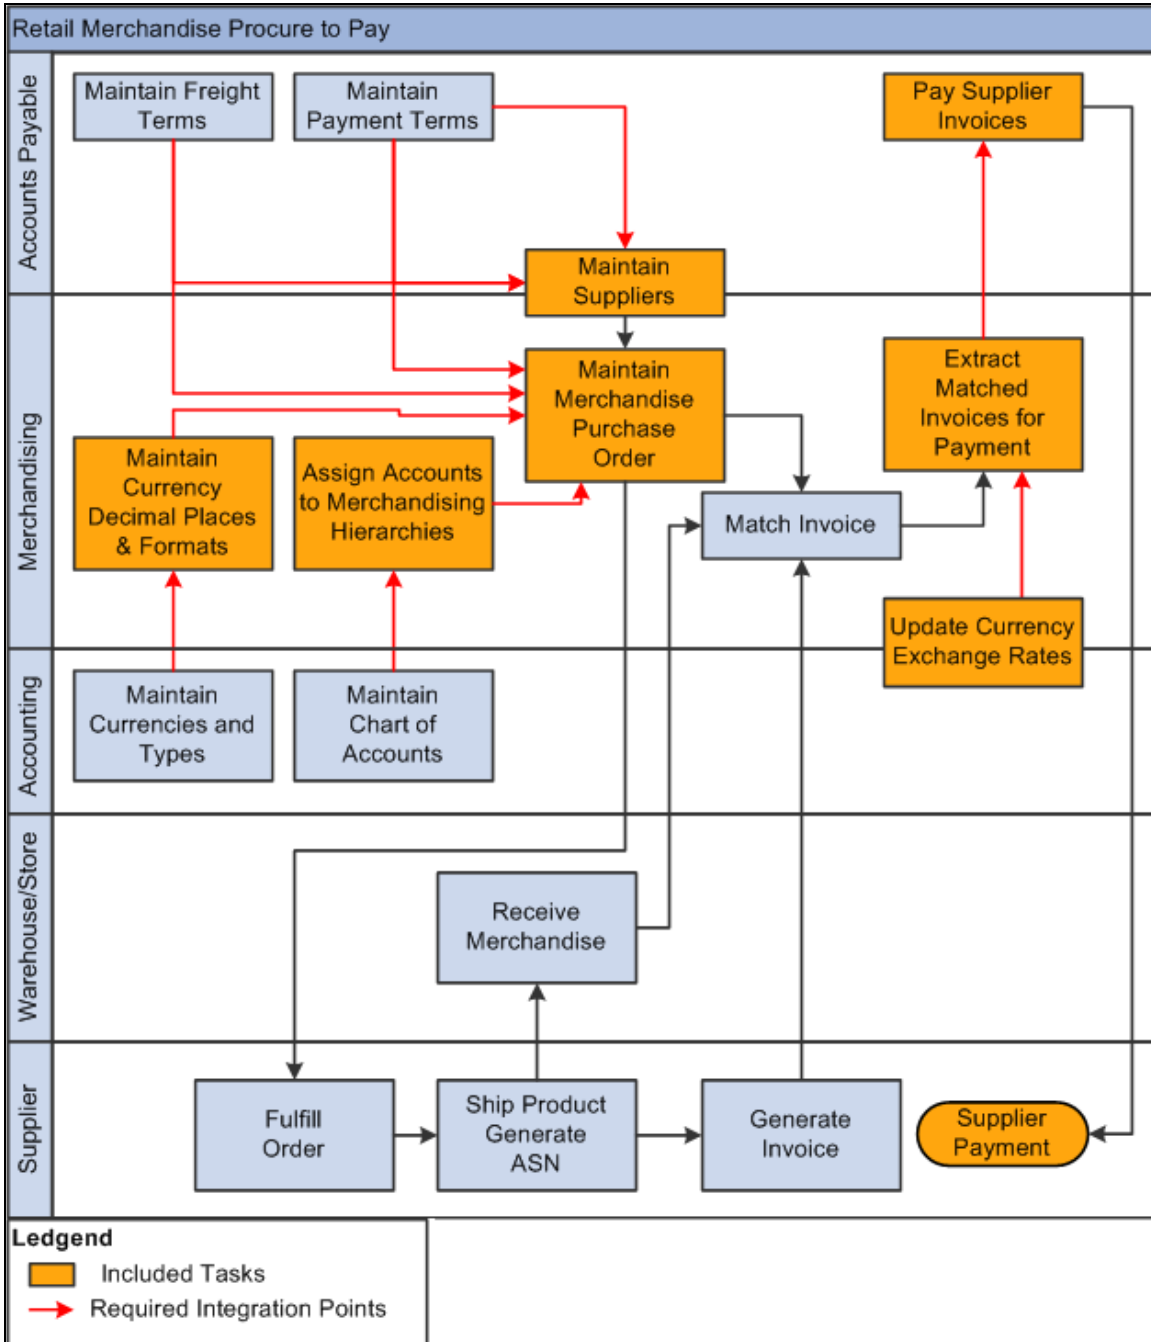 Retail Merchandise Procure to Pay
Accounts Payable
Maintain Freight
Terms
Maintain
Payment Terms
Pay Supplier
Invoices
Maintain
Suppliers
Merchandising
Maintain
Merchandise
Purchase
Order
Extract
Matched
Invoices for
Payment
Maintain
Currency
Decimal Places
& Formats
Assign Accounts
to Merchandising
Hierarchies
Match Invoice
Update Currency
Exchange Rates
Accounting
Maintain
Currencies and
Types
Maintain
Chart of
Accounts
Warehouse/Store
Receive
Merchandise
Supplier
Fulfill
Order
Ship Product
Generate
ASN
Generate
Invoice
Supplier
Payment
Ledgend
Included Tasks
Required Integration Points